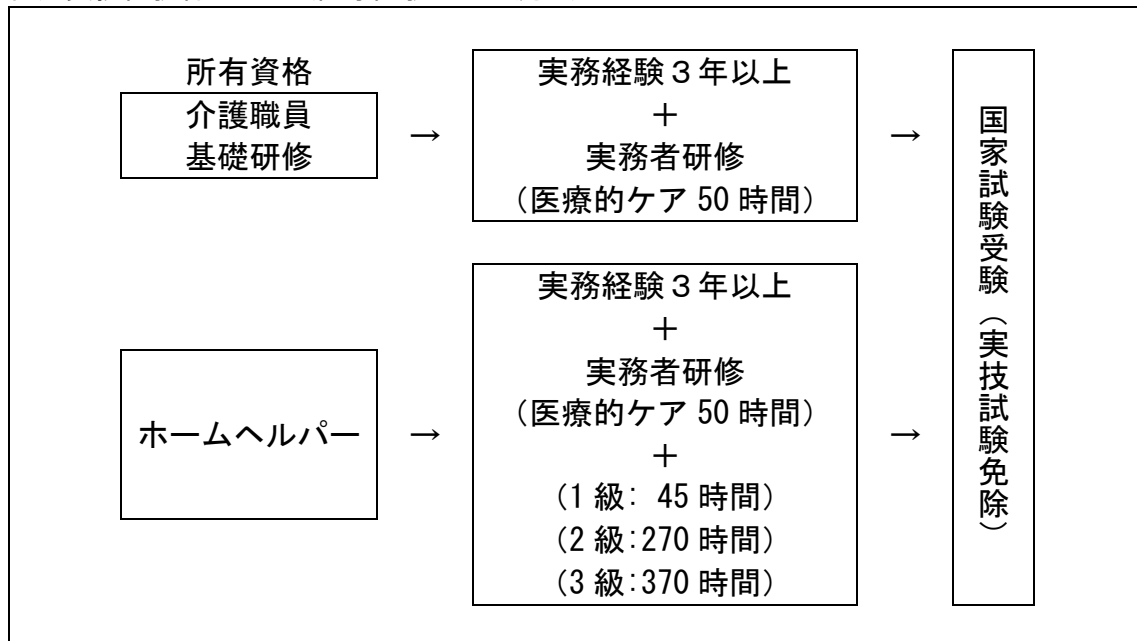 所有資格
介護職員
基礎研修
→
実務経験３年以上
＋
実務者研修
（医療的ケア 50 時間）
→
ホームヘルパー
→
実務経験３年以上
＋
実務者研修
（医療的ケア 50 時間）
＋
（1 級： 45 時間）
（2 級：270 時間）
（3 級：370 時間）
→
国家試験受験（実技試験免除）